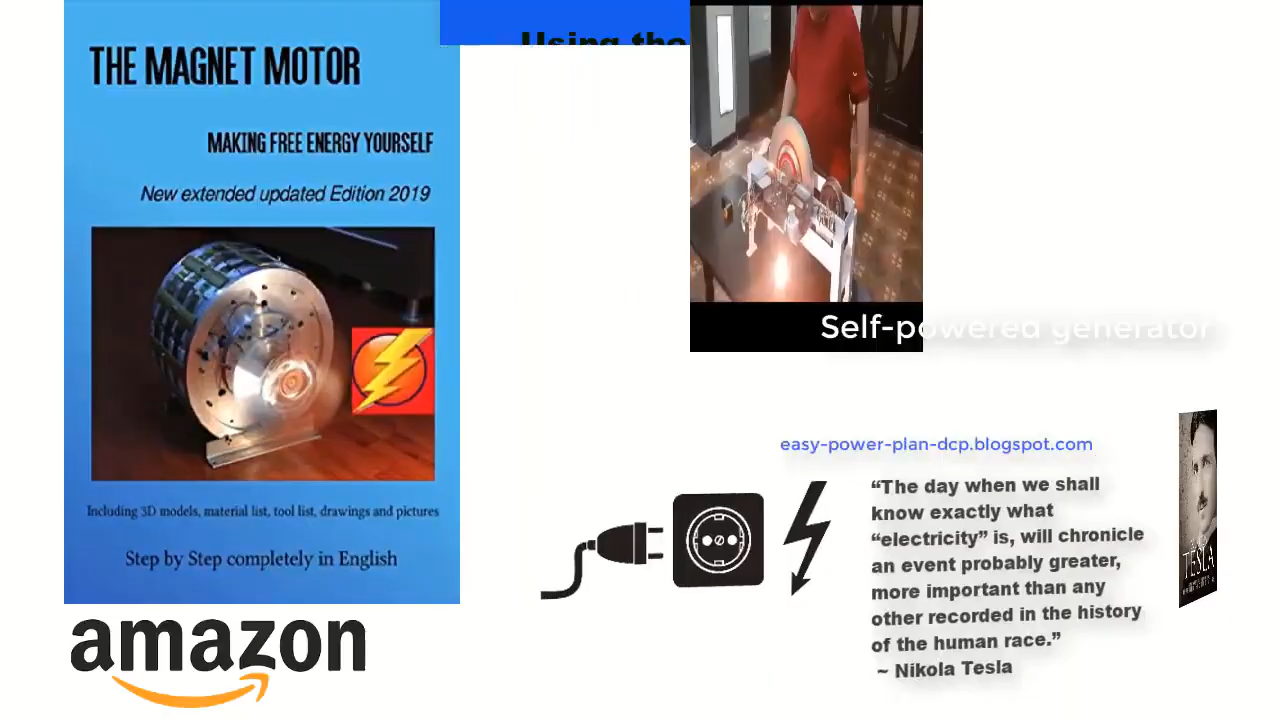 THE MAGNET MOTOR
MAKING FREE ENERGY YOURSELF
New extended updated Edition 2019
Including 3D models, material list, tool list, drawings and pictures
Step by Step completely in English
amazon
Using the
Self-powered generator
easy-power-plan-dcp.blogspot.com
“The day when we shall
know exactly what
“electricity” is, will chronicle
an event probably greater,
more important than any
other recorded in the history
of the human race.”
~ Nikola Tesla
TESLA